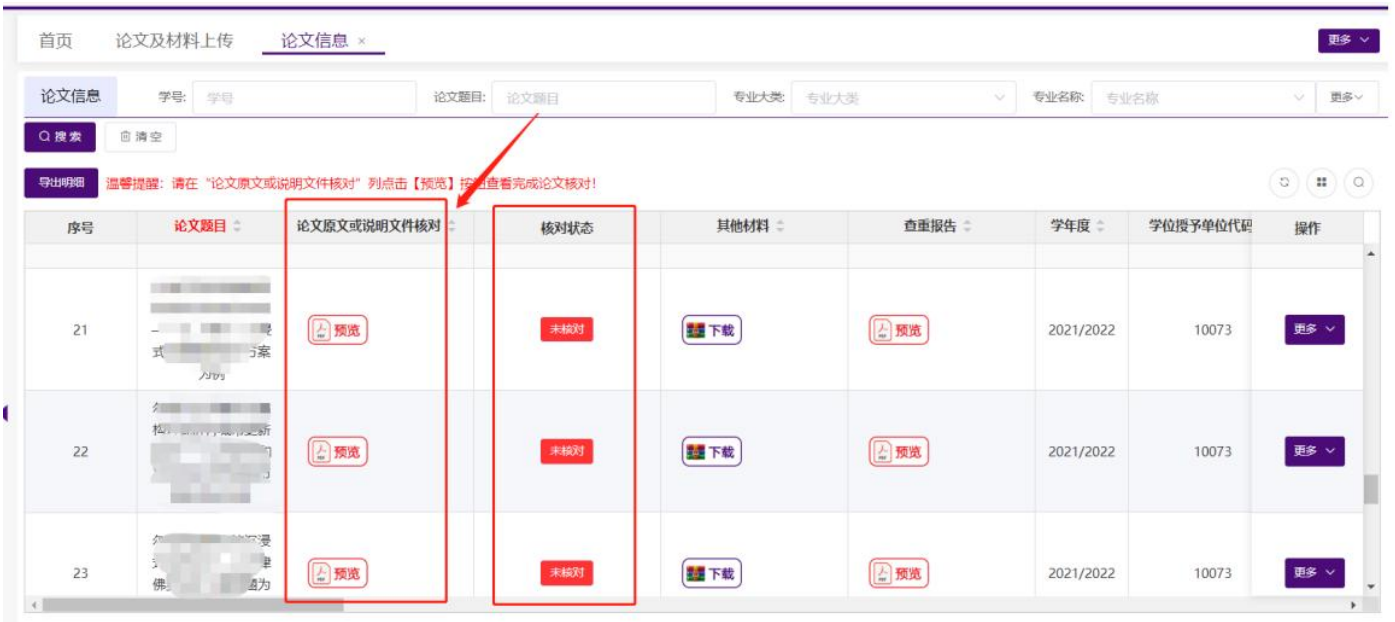 首页 论文及材料上传 论文信息 × 更多
论文信息 学号: 学号 论文题目: 论文题目 专业大类: 专业大类 专业名称: 专业名称 更多
搜索 清空
导出明细 温馨提醒：请在“论文原文或说明文件核对”列点击【预览】按钮查看完成论文核对！
序号 论文题目 论文原文或说明文件核对 核对状态 其他材料 查重报告 学年度 学位授予单位代码 操作
21 式 方案 为例 预览 未核对 下载 预览 2021/2022 10073 更多
22 预览 未核对 下载 预览 2021/2022 10073 更多
23 预览 未核对 下载 预览 2021/2022 10073 更多